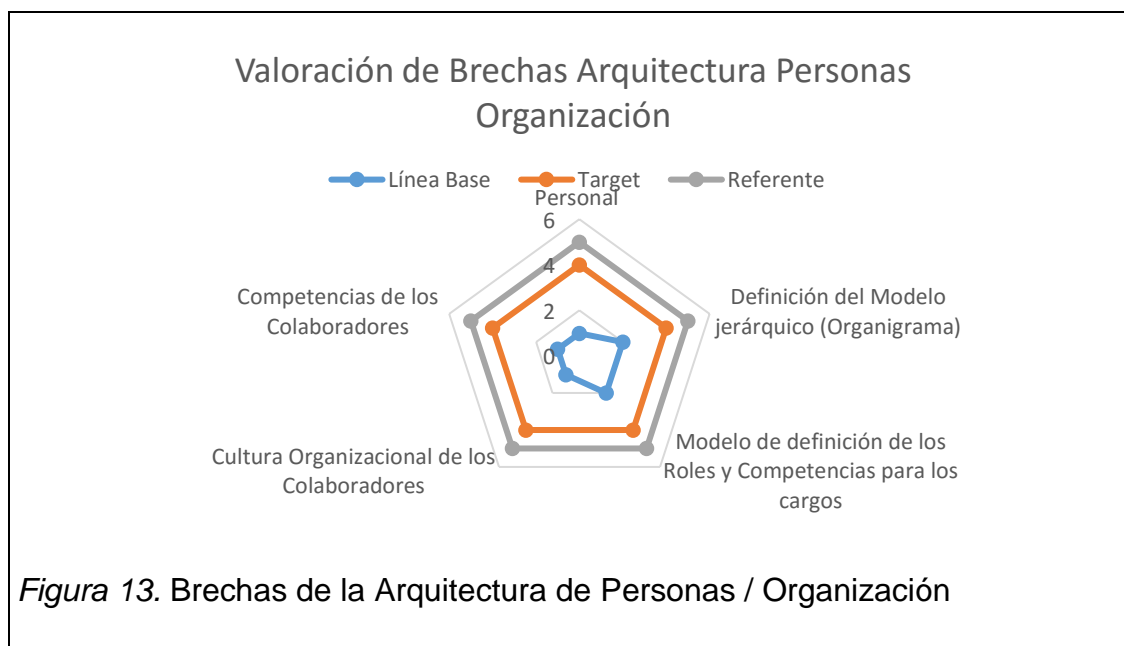 Valoración de Brechas Arquitectura Personas
Organización
Línea Base
Target
Referente
Personal
6
4
2
0
Definición del Modelo
jerárquico (Organigrama)
Modelo de definición de los
Roles y Competencias para los
cargos
Cultura Organizacional de los
Colaboradores
Competencias de los
Colaboradores
Figura 13. Brechas de la Arquitectura de Personas / Organización